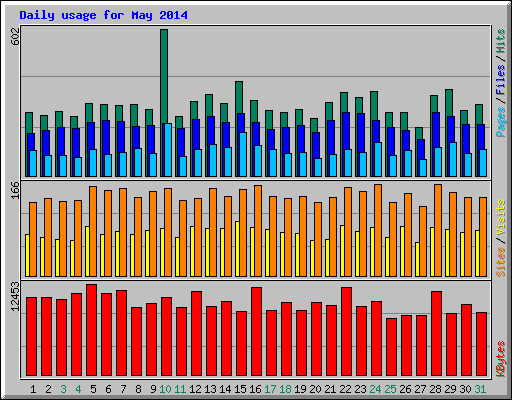 Daily usage for May 2014
602
166
12453
Pages / Files / Hits
Sites / Visits
KBytes
1 2 3 4 5 6 7 8 9 10 11 12 13 14 15 16 17 18 19 20 21 22 23 24 25 26 27 28 29 30 31